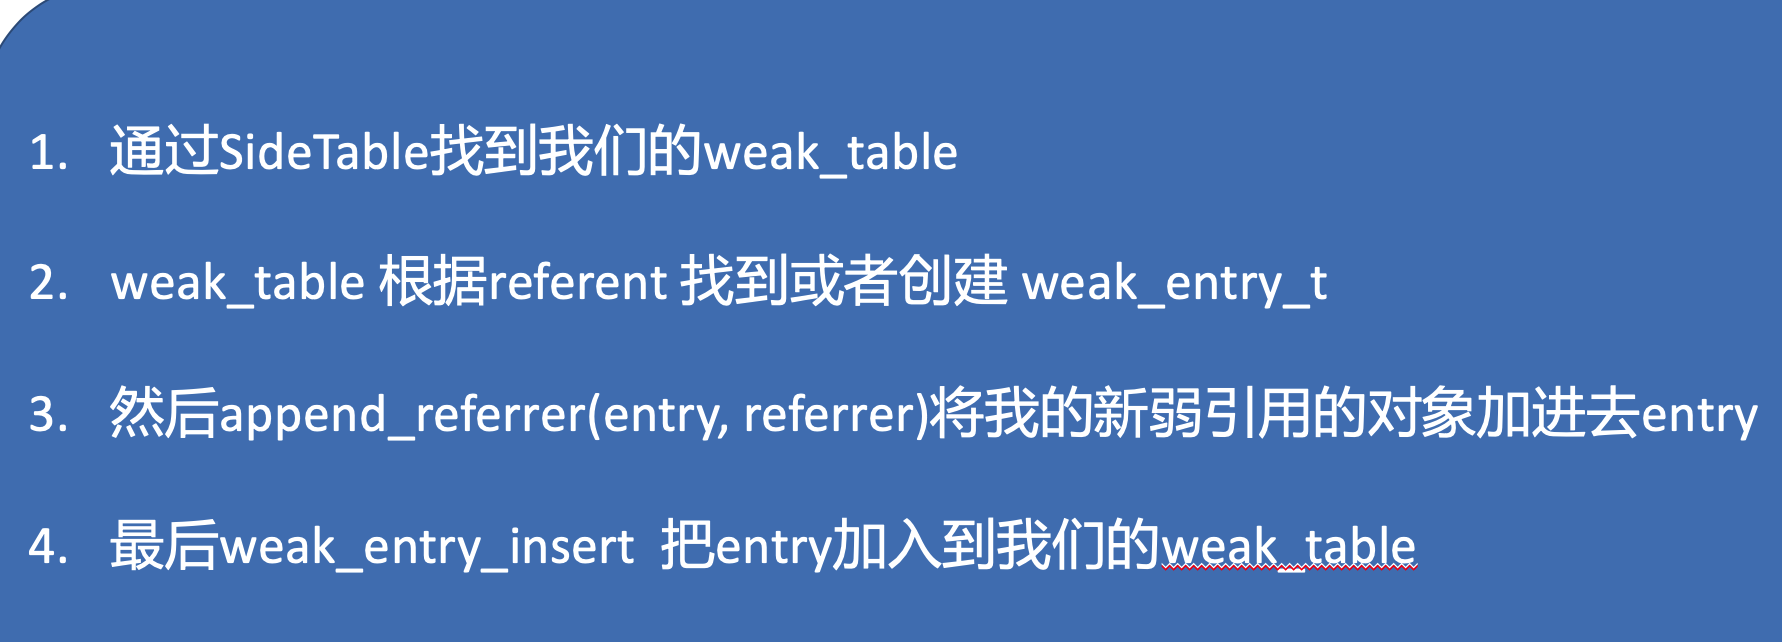 1. 通过SideTable找到我们的weak_table
2. weak_table 根据referent 找到或者创建 weak_entry_t
3. 然后append_referrer(entry, referrer)将我的新弱引用的对象加进去entry
4. 最后weak_entry_insert 把entry加入到我们的weak_table